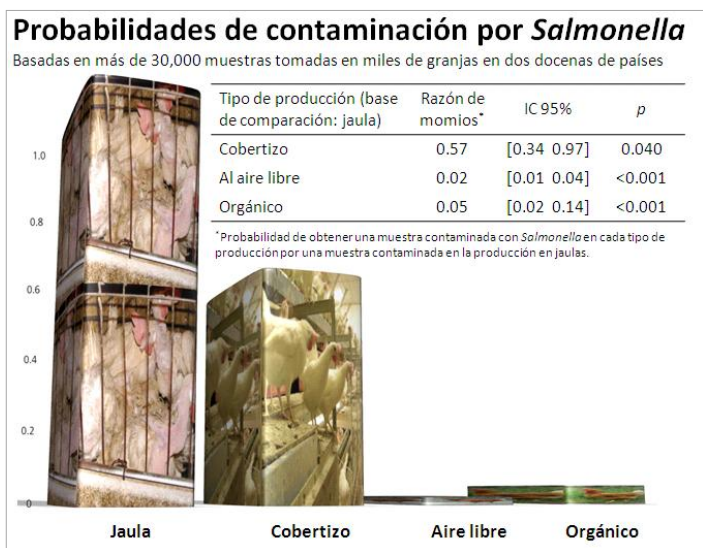 Probabilidades de contaminación por Salmonella
Basadas en más de 30,000 muestras tomadas en miles de granjas en dos docenas de países
Tipo de producción (base de comparación: jaula) Razón de momios* IC 95% p
Cobertizo 0.57 [0.34 0.97] 0.040
Al aire libre 0.02 [0.01 0.04] <0.001
Orgánico 0.05 [0.02 0.14] <0.001
*Probabilidad de obtener una muestra contaminada con Salmonella en cada tipo de
producción por una muestra contaminada en la producción en jaulas.
1.0
0.8
0.6
0.4
0.2
0
Jaula Cobertizo Aire libre Orgánico